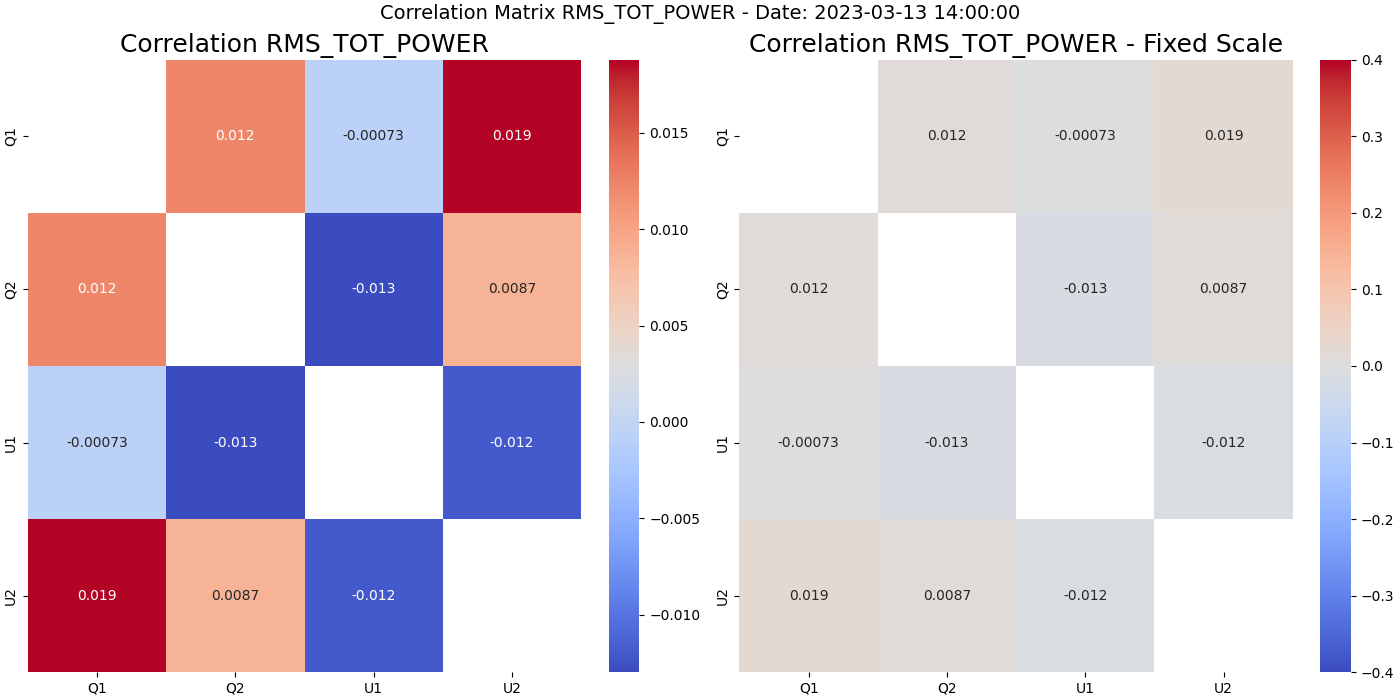 Correlation Matrix RMS_TOT_POWER - Date: 2023-03-13 14:00:00
Correlation RMS_TOT_POWER
Q1
0.012
-0.00073
0.019
Q2
0.012
-0.013
0.0087
U1
-0.00073
-0.013
-0.012
U2
0.019
0.0087
-0.012
Q1
Q2
U1
U2
0.015
0.010
0.005
0.000
−0.005
−0.010
Correlation RMS_TOT_POWER - Fixed Scale
Q1
0.012
-0.00073
0.019
Q2
0.012
-0.013
0.0087
U1
-0.00073
-0.013
-0.012
U2
0.019
0.0087
-0.012
Q1
Q2
U1
U2
0.4
0.3
0.2
0.1
0.0
−0.1
−0.2
−0.3
−0.4